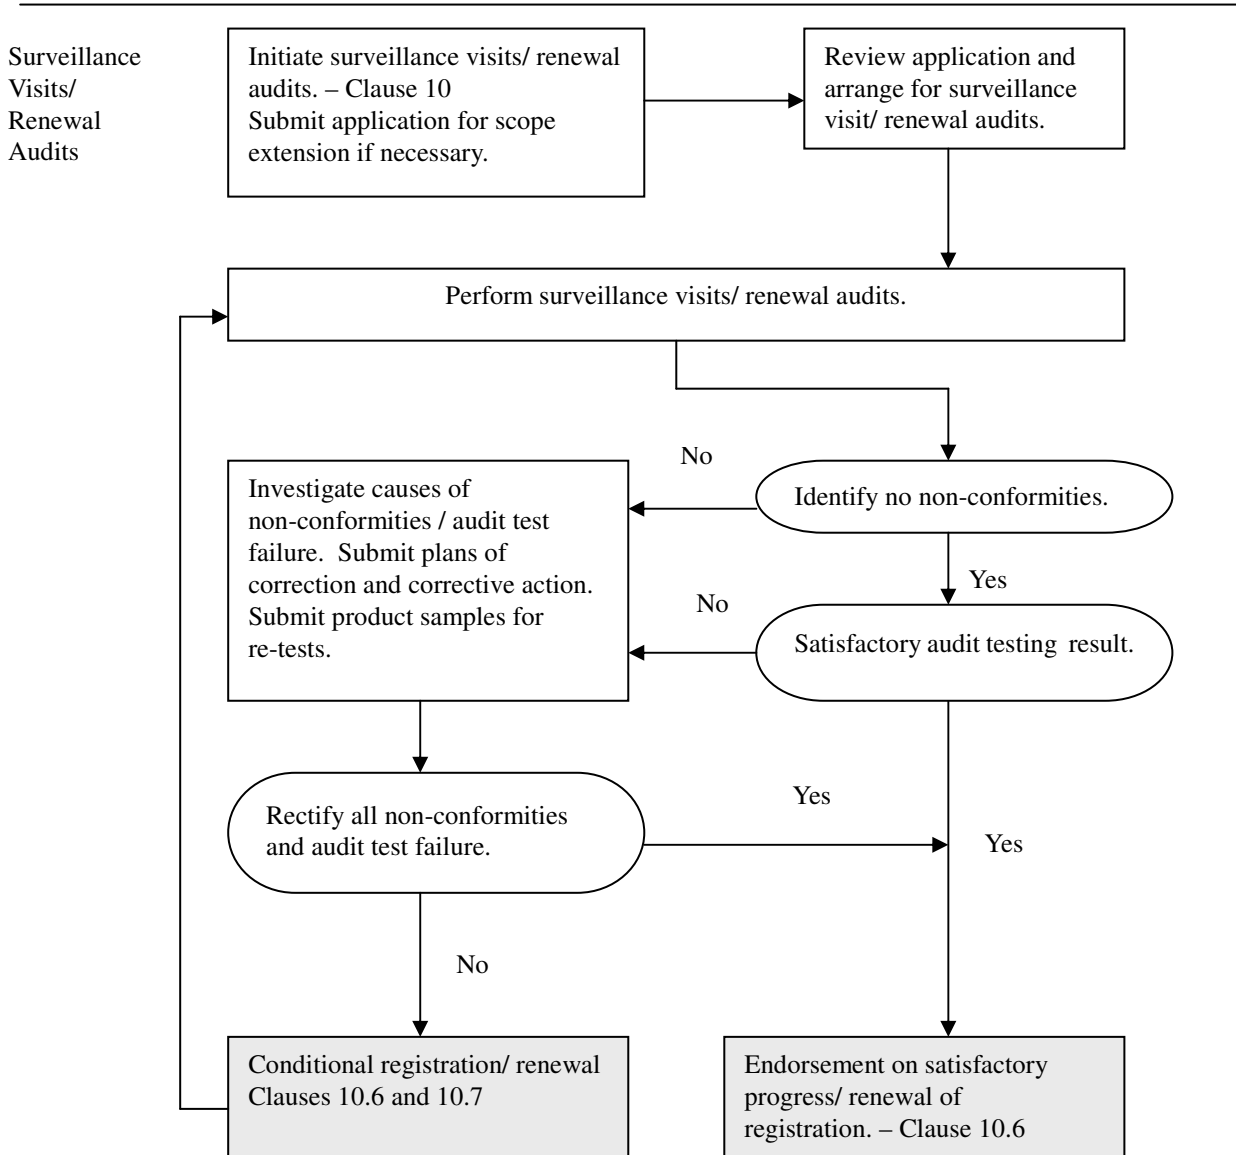 Surveillance
Visits/
Renewal
Audits
Initiate surveillance visits/ renewal
audits. – Clause 10
Submit application for scope
extension if necessary.
Review application and
arrange for surveillance
visit/ renewal audits.
Perform surveillance visits/ renewal audits.
No
Identify no non-conformities.
Investigate causes of
non-conformities / audit test
failure. Submit plans of
correction and corrective action.
Submit product samples for
re-tests.
Yes
No
Satisfactory audit testing result.
Rectify all non-conformities
and audit test failure.
Yes
Yes
No
Conditional registration/ renewal
Clauses 10.6 and 10.7
Endorsement on satisfactory
progress/ renewal of
registration. – Clause 10.6